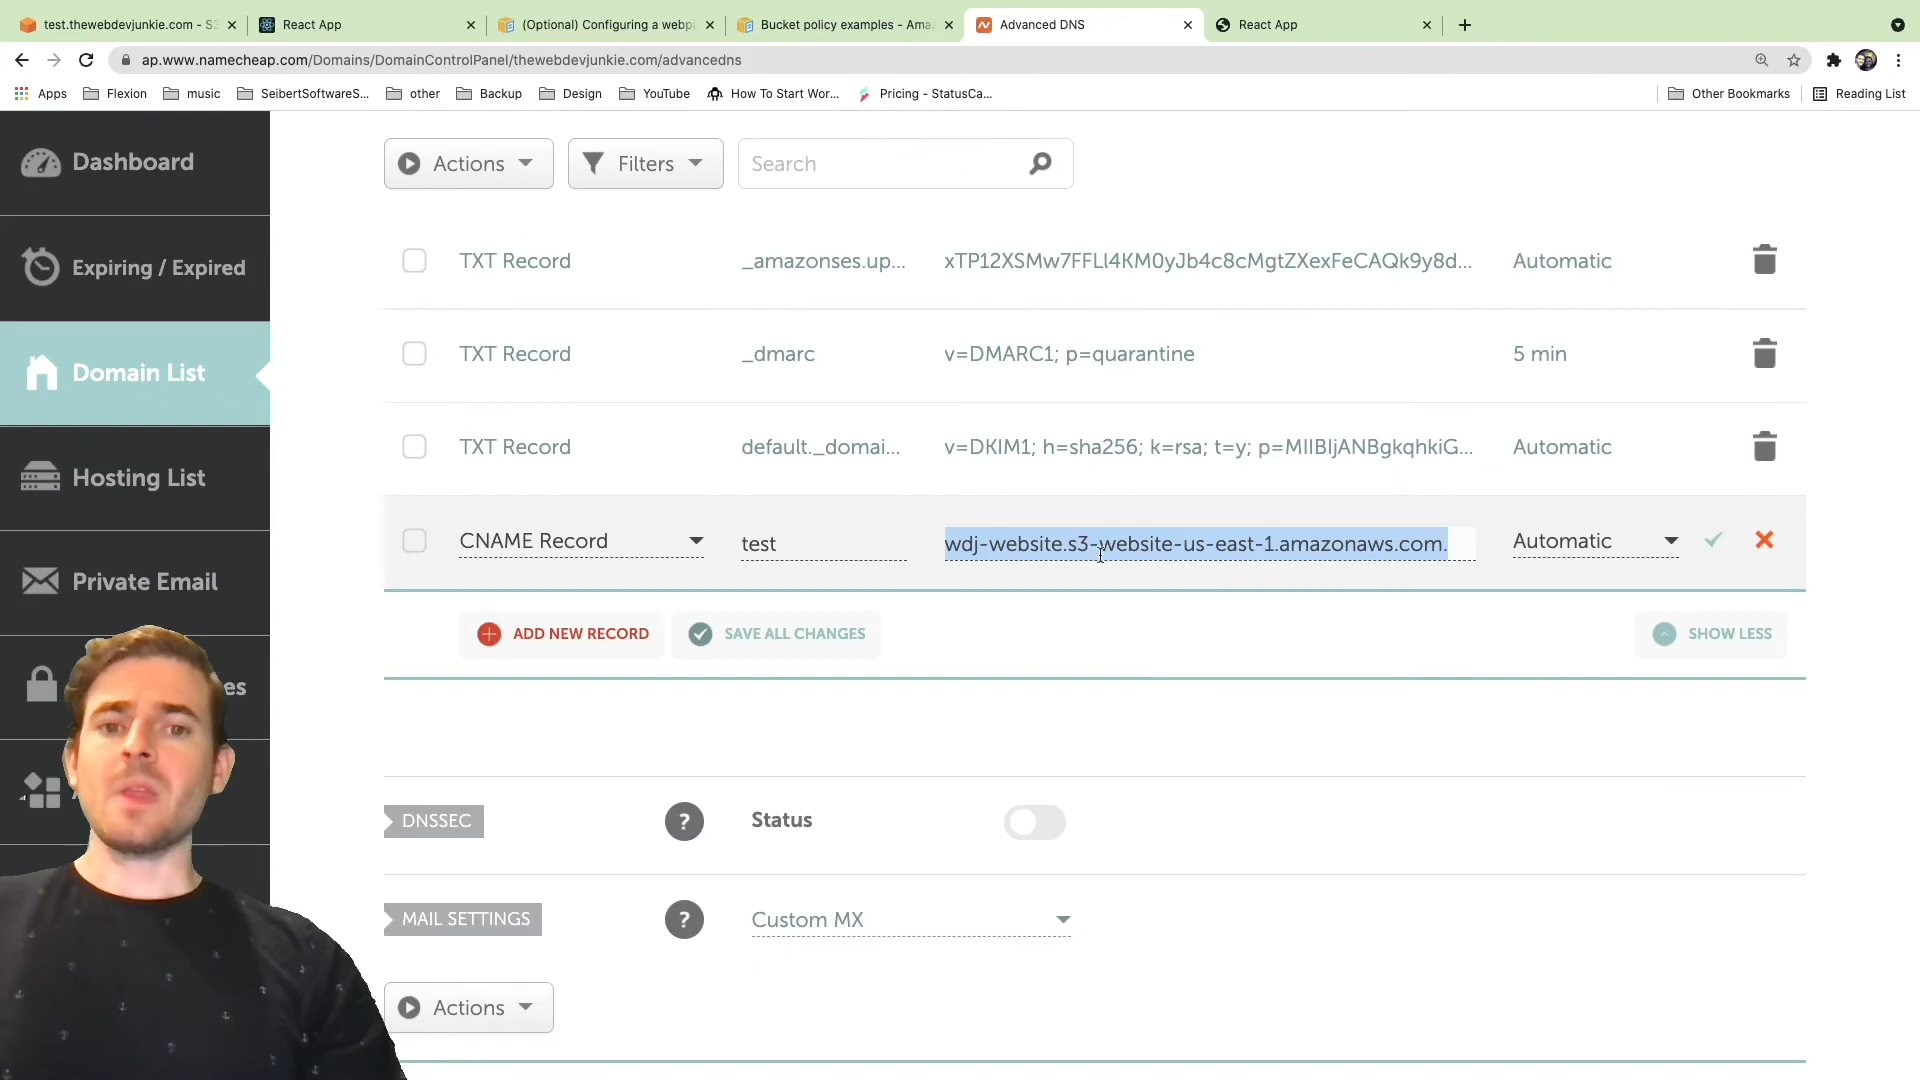 test.thewebdevjunkie.com - S3
React App
(Optional) Configuring a webpa
Bucket policy examples - Amaz
Advanced DNS
React App
ap.www.namecheap.com/Domains/DomainControlPanel/thewebdevjunkie.com/advancedns
Apps
Flexion
music
SeibertSoftwareS...
other
Backup
Design
YouTube
How To Start Wor...
Pricing - StatusCa...
Other Bookmarks
Reading List
Dashboard
Expiring / Expired
Domain List
Hosting List
Private Email
es
Actions
Filters
Search
TXT Record
_amazonses.up...
xTP12XSMw7FFLl4KM0yJb4c8cMgtZXexFeCAQk9y8d...
Automatic
TXT Record
_dmarc
v=DMARC1; p=quarantine
5 min
TXT Record
default._domai...
v=DKIM1; h=sha256; k=rsa; t=y; p=MIIBIjANBgkqhkiG...
Automatic
CNAME Record
test
wdj-website.s3-website-us-east-1.amazonaws.com.
Automatic
ADD NEW RECORD
SAVE ALL CHANGES
SHOW LESS
DNSSEC
?
Status
MAIL SETTINGS
?
Custom MX
Actions